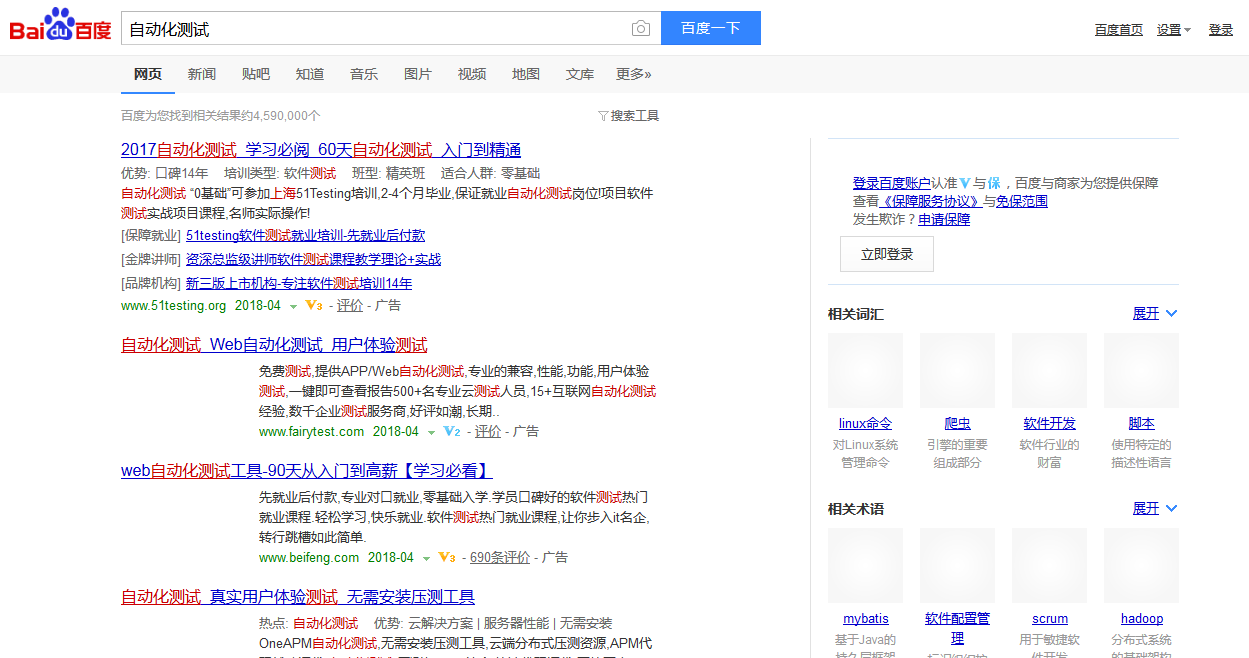 Bai du 百度
自动化测试
百度一下
百度首页 设置 登录
网页 新闻 贴吧 知道 音乐 图片 视频 地图 文库 更多»
百度为您找到相关结果约4,590,000个
搜索工具
2017自动化测试_学习必阅_60天自动化测试_入门到精通
优势: 口碑14年 培训类型: 软件测试 班型: 精英班 适合人群: 零基础
自动化测试 “0基础”可参加上海51Testing培训,2-4个月毕业,保证就业自动化测试岗位!项目软件
测试实战项目课程,名师实际操作!
[保障就业] 51testing软件测试就业培训-先就业后付款
[金牌讲师] 资深总监级讲师软件测试课程教学理论+实战
[品牌机构] 新三版上市机构-专注软件测试培训14年
www.51testing.org 2018-04 V3 - 评价 - 广告
自动化测试_Web自动化测试_用户体验测试
免费测试,提供APP/Web自动化测试,专业的兼容,性能,功能,用户体验
测试,一键即可查看报告500+名专业云测试人员,15+互联网自动化测试
经验,数千企业测试服务商,好评如潮,长期..
www.fairytest.com 2018-04 V2 - 评价 - 广告
web自动化测试工具-90天从入门到高薪【学习必看】
先就业后付款,专业对口就业,零基础入学.学员口碑好的软件测试热门
就业课程.轻松学习,快乐就业.软件测试热门就业课程,让你步入it名企,
转行跳槽如此简单.
www.beifeng.com 2018-04 V3 - 690条评价 - 广告
自动化测试_真实用户体验测试_无需安装压测工具
热点: 自动化测试 优势: 云解决方案 | 服务器性能 | 无需安装
OneAPM自动化测试,无需安装压测工具,云端分布式压测资源,APM代
登录百度账户认准V与保，百度与商家为您提供保障
查看《保障服务协议》与免保范围
发生欺诈？申请保障
立即登录
相关词汇 展开
linux命令 爬虫 软件开发 脚本
对Linux系统 引擎的重要 软件行业的 使用特定的
管理命令 组成部分 财富 描述性语言
相关术语 展开
mybatis 软件配置管 scrum hadoop
理
基于Java的 用于敏捷软 分布式系统